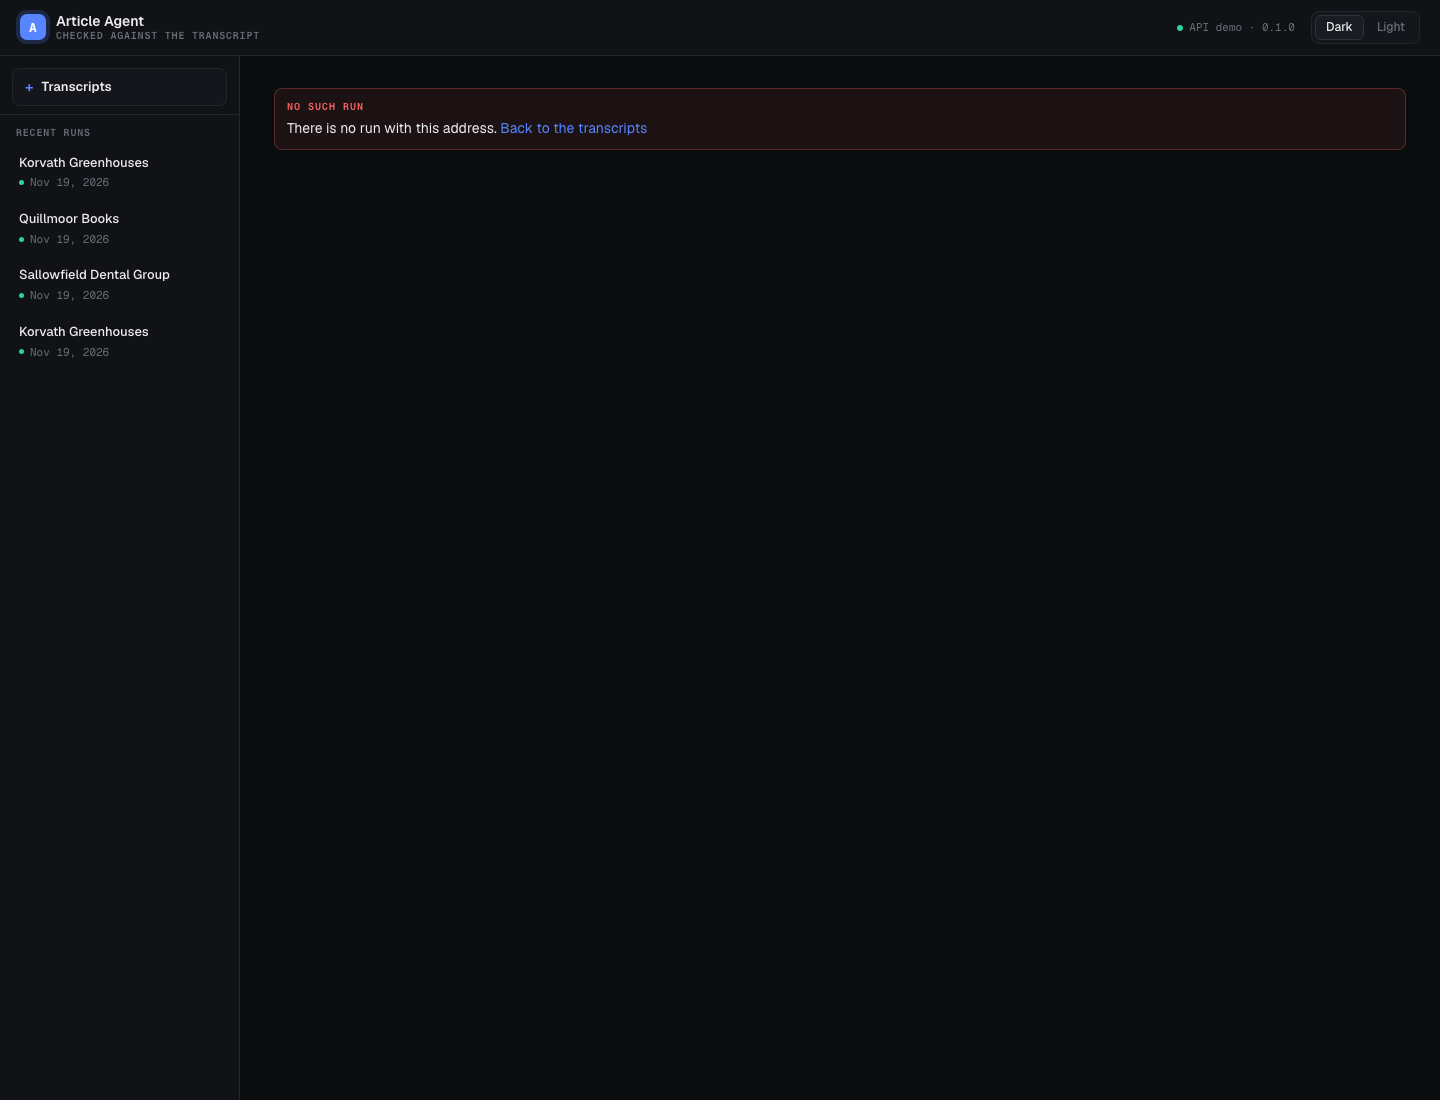 A
Article Agent
CHECKED AGAINST THE TRANSCRIPT
API demo · 0.1.0
Dark
Light
+ Transcripts
RECENT RUNS
Korvath Greenhouses
Nov 19, 2026
Quillmoor Books
Nov 19, 2026
Sallowfield Dental Group
Nov 19, 2026
Korvath Greenhouses
Nov 19, 2026
NO SUCH RUN
There is no run with this address. Back to the transcripts